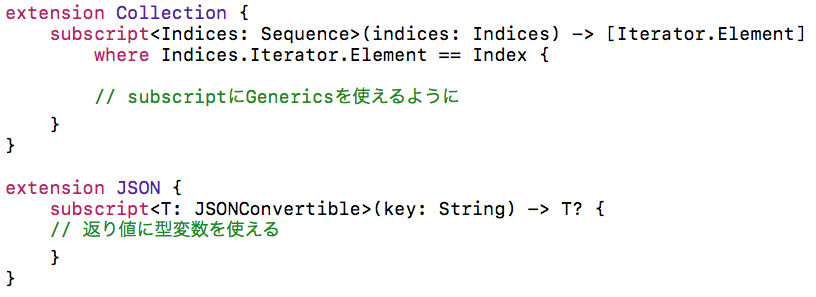 extension Collection {
    subscript<Indices: Sequence>(indices: Indices) -> [Iterator.Element]
        where Indices.Iterator.Element == Index {
        // subscriptにGenericsを使えるように
    }
}
extension JSON {
    subscript<T: JSONConvertible>(key: String) -> T? {
    // 返り値に型変数を使える
    }
}